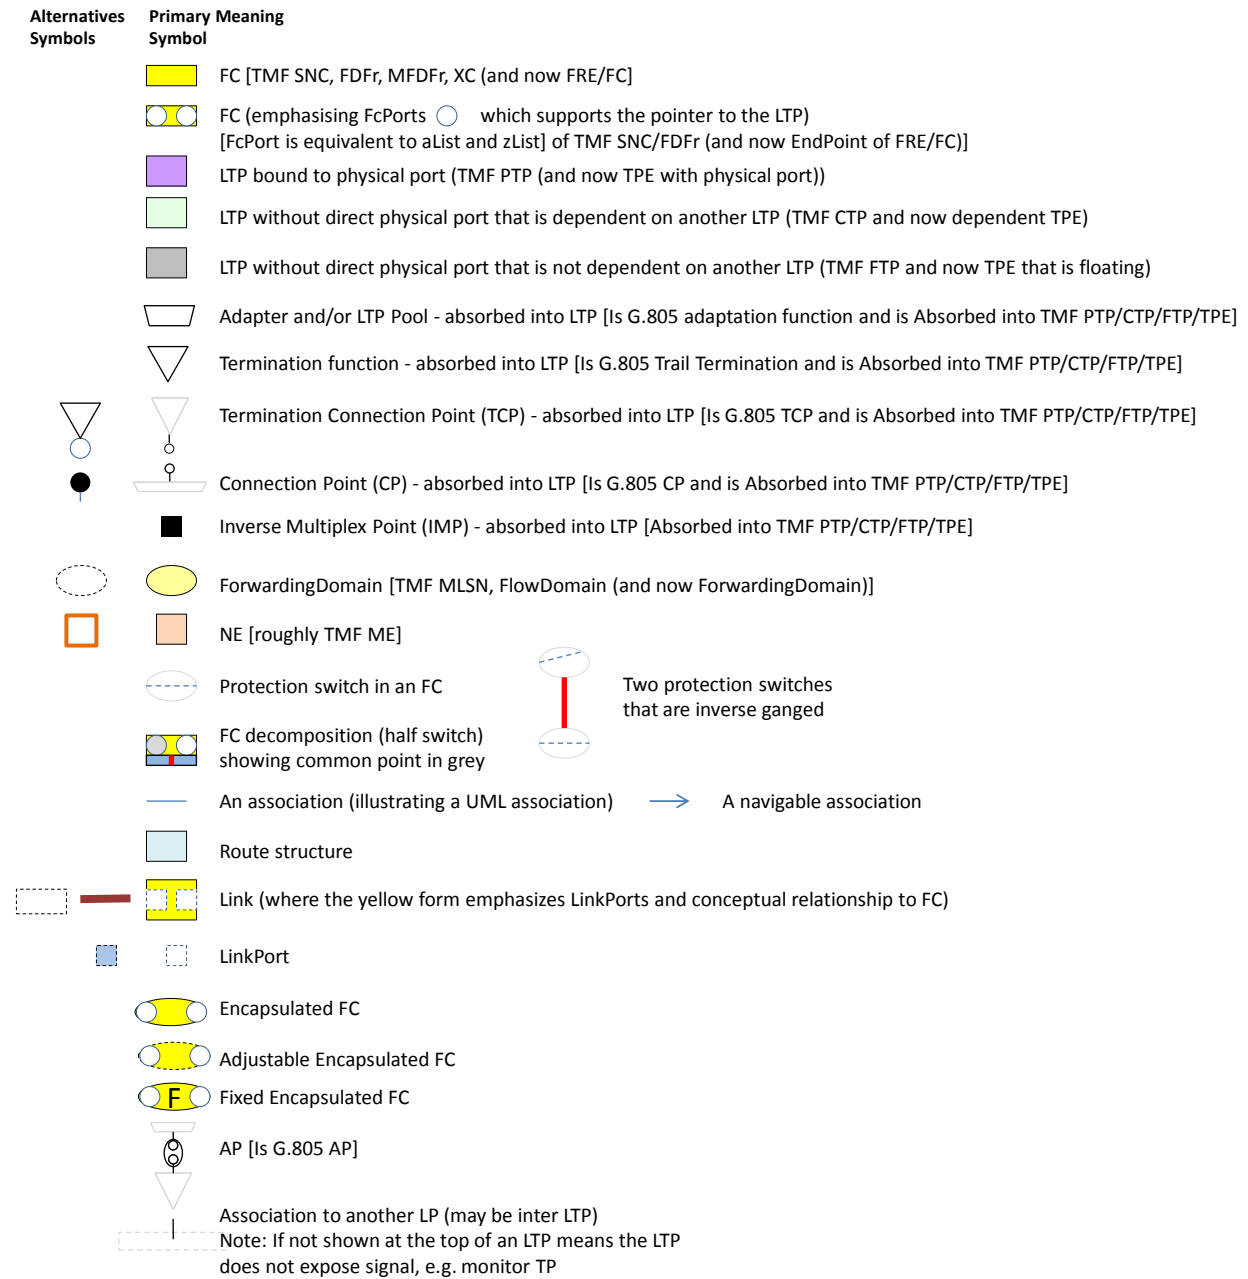 Alternatives Primary Meaning
Symbols Symbol
FC [TMF SNC, FDFr, MFDFr, XC (and now FRE/FC]
FC (emphasising FcPorts which supports the pointer to the LTP)
[FcPort is equivalent to aList and zList] of TMF SNC/FDFr (and now EndPoint of FRE/FC)]
LTP bound to physical port (TMF PTP (and now TPE with physical port))
LTP without direct physical port that is dependent on another LTP (TMF CTP and now dependent TPE)
LTP without direct physical port that is not dependent on another LTP (TMF FTP and now TPE that is floating)
Adapter and/or LTP Pool - absorbed into LTP [Is G.805 adaptation function and is Absorbed into TMF PTP/CTP/FTP/TPE]
Termination function - absorbed into LTP [Is G.805 Trail Termination and is Absorbed into TMF PTP/CTP/FTP/TPE]
Termination Connection Point (TCP) - absorbed into LTP [Is G.805 TCP and is Absorbed into TMF PTP/CTP/FTP/TPE]
Connection Point (CP) - absorbed into LTP [Is G.805 CP and is Absorbed into TMF PTP/CTP/FTP/TPE]
Inverse Multiplex Point (IMP) - absorbed into LTP [Absorbed into TMF PTP/CTP/FTP/TPE]
ForwardingDomain [TMF MLSN, FlowDomain (and now ForwardingDomain)]
NE [roughly TMF ME]
Protection switch in an FC
Two protection switches
that are inverse ganged
FC decomposition (half switch)
showing common point in grey
An association (illustrating a UML association) A navigable association
Route structure
Link (where the yellow form emphasizes LinkPorts and conceptual relationship to FC)
LinkPort
Encapsulated FC
Adjustable Encapsulated FC
F Fixed Encapsulated FC
AP [Is G.805 AP]
Association to another LP (may be inter LTP)
Note: If not shown at the top of an LTP means the LTP
does not expose signal, e.g. monitor TP